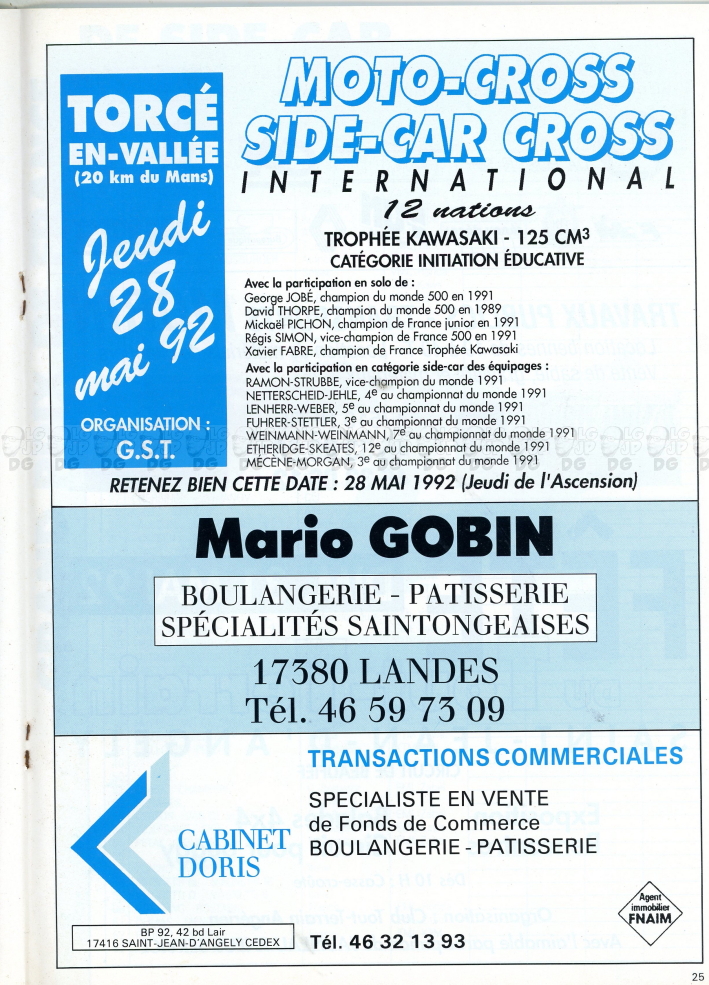 TORCÉ
EN-VALLÉE
(20 km du Mans)
Jeudi
28
mai 92
ORGANISATION :
G.S.T.
MOTO-CROSS
SIDE-CAR CROSS
INTERNATIONAL
12 nations
TROPHÉE KAWASAKI - 125 CM³
CATÉGORIE INITIATION ÉDUCATIVE
Avec la participation en solo de :
George JOBÉ, champion du monde 500 en 1991
David THORPE, champion du monde 500 en 1989
Mickaël PICHON, champion de France junior en 1991
Régis SIMON, vice-champion de France 500 en 1991
Xavier FABRE, champion de France Trophée Kawasaki
Avec la participation en catégorie side-car des équipages :
RAMON-STRUBBE, vice-champion du monde 1991
NETTERSCHEID-JEHLE, 4e au championnat du monde 1991
LENHERR-WEBER, 5e au championnat du monde 1991
FUHRER-STETTLER, 3e au championnat du monde 1991
WEINMANN-WEINMANN, 7e au championnat du monde 1991
ETHERIDGE-SKEATES, 12e au championnat du monde 1991
MECÈNE-MORGAN, 3e au championnat du monde 1991
RETENEZ BIEN CETTE DATE : 28 MAI 1992 (Jeudi de l'Ascension)
Mario GOBIN
BOULANGERIE - PATISSERIE
SPÉCIALITÉS SAINTONGEAISES
17380 LANDES
Tél. 46 59 73 09
TRANSACTIONS COMMERCIALES
SPECIALISTE EN VENTE
de Fonds de Commerce
BOULANGERIE - PATISSERIE
CABINET
DORIS
BP 92, 42 bd Lair
17416 SAINT-JEAN-D'ANGELY CEDEX
Tél. 46 32 13 93
Agent
immobilier
FNAIM
25